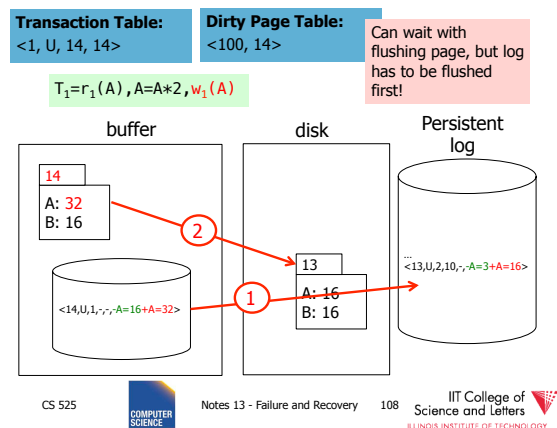 Transaction Table:
<1, U, 14, 14>
Dirty Page Table:
<100, 14>
Can wait with
flushing page, but log
has to be flushed
first!
T1=r1(A),A=A*2,w1(A)
buffer
disk
Persistent
log
14
A: 32
B: 16
2
13
A: 16
B: 16
...
<13,U,2,10,-,-A=3+A=16>
<14,U,1,-,-,-A=16+A=32>
1
CS 525
COMPUTER
SCIENCE
Notes 13 - Failure and Recovery
108
IIT College of
Science and Letters
ILLINOIS INSTITUTE OF TECHNOLOGY